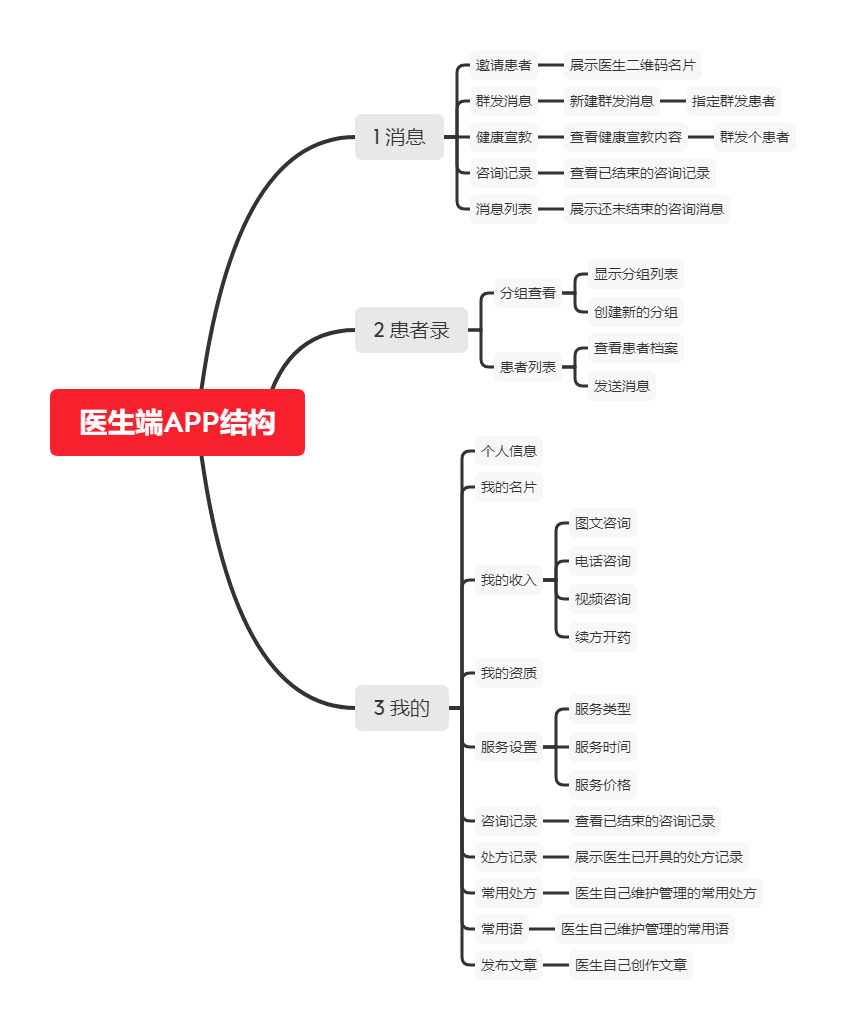 医生端APP结构
1 消息
邀请患者
展示医生二维码名片
群发消息
新建群发消息
指定群发患者
健康宣教
查看健康宣教内容
群发个患者
咨询记录
查看已结束的咨询记录
消息列表
展示还未结束的咨询消息
2 患者录
分组查看
显示分组列表
创建新的分组
患者列表
查看患者档案
发送消息
3 我的
个人信息
我的名片
我的收入
图文咨询
电话咨询
视频咨询
续方开药
我的资质
服务设置
服务类型
服务时间
服务价格
咨询记录
查看已结束的咨询记录
处方记录
展示医生已开具的处方记录
常用处方
医生自己维护管理的常用处方
常用语
医生自己维护管理的常用语
发布文章
医生自己创作文章